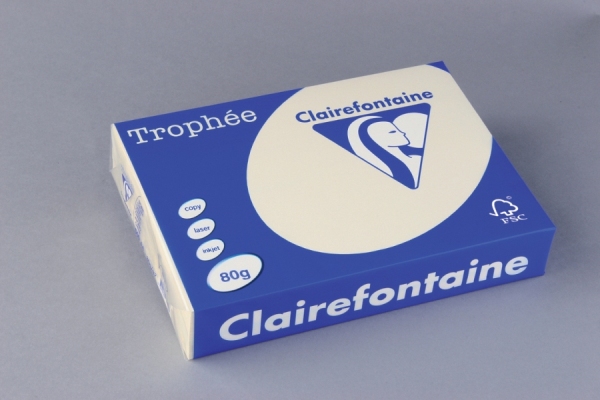 Trophée
Clairefontaine
copy
laser
inkjet
80g
FSC
Clairefontaine